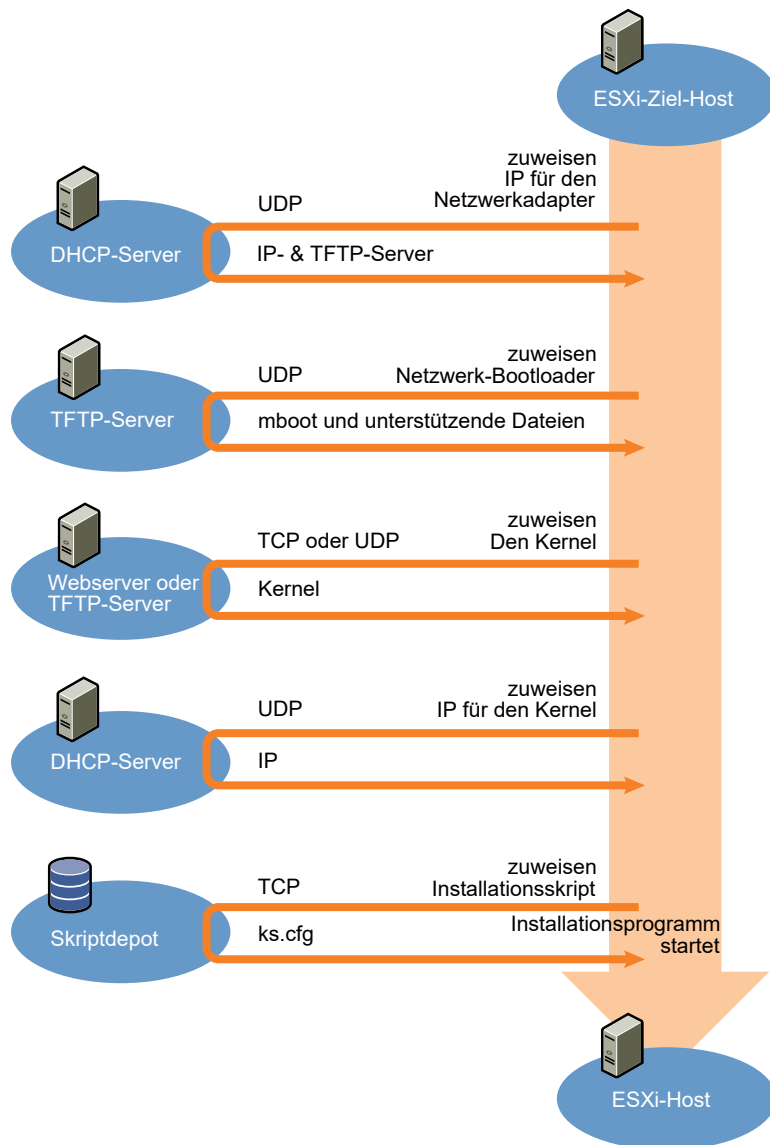 ESXi-Ziel-Host
zuweisen
IP für den
Netzwerkadapter
UDP
DHCP-Server
IP- & TFTP-Server
zuweisen
Netzwerk-Bootloader
UDP
TFTP-Server
mboot und unterstützende Dateien
zuweisen
Den Kernel
TCP oder UDP
Webserver oder
TFTP-Server
Kernel
zuweisen
IP für den Kernel
UDP
DHCP-Server
IP
zuweisen
Installationsskript
TCP
Skriptdepot
ks.cfg
Installationsprogramm
startet
ESXi-Host